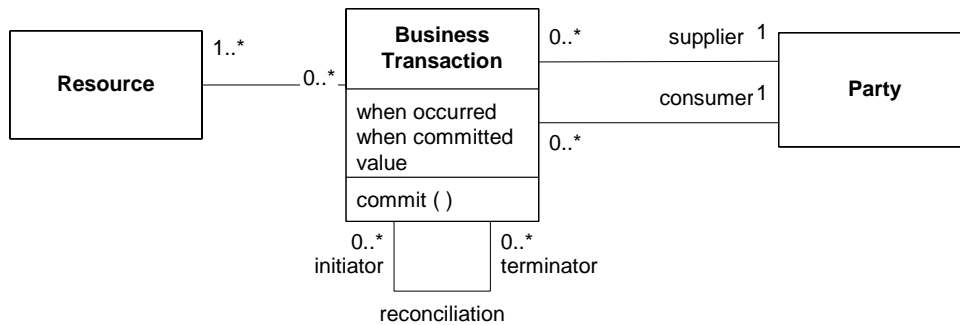 Resource
1..*
0..*
Business
Transaction
when occurred
when committed
value
commit ( )
0..*
supplier 1
consumer 1
0..*
Party
0..* 0..*
initiator terminator
reconciliation